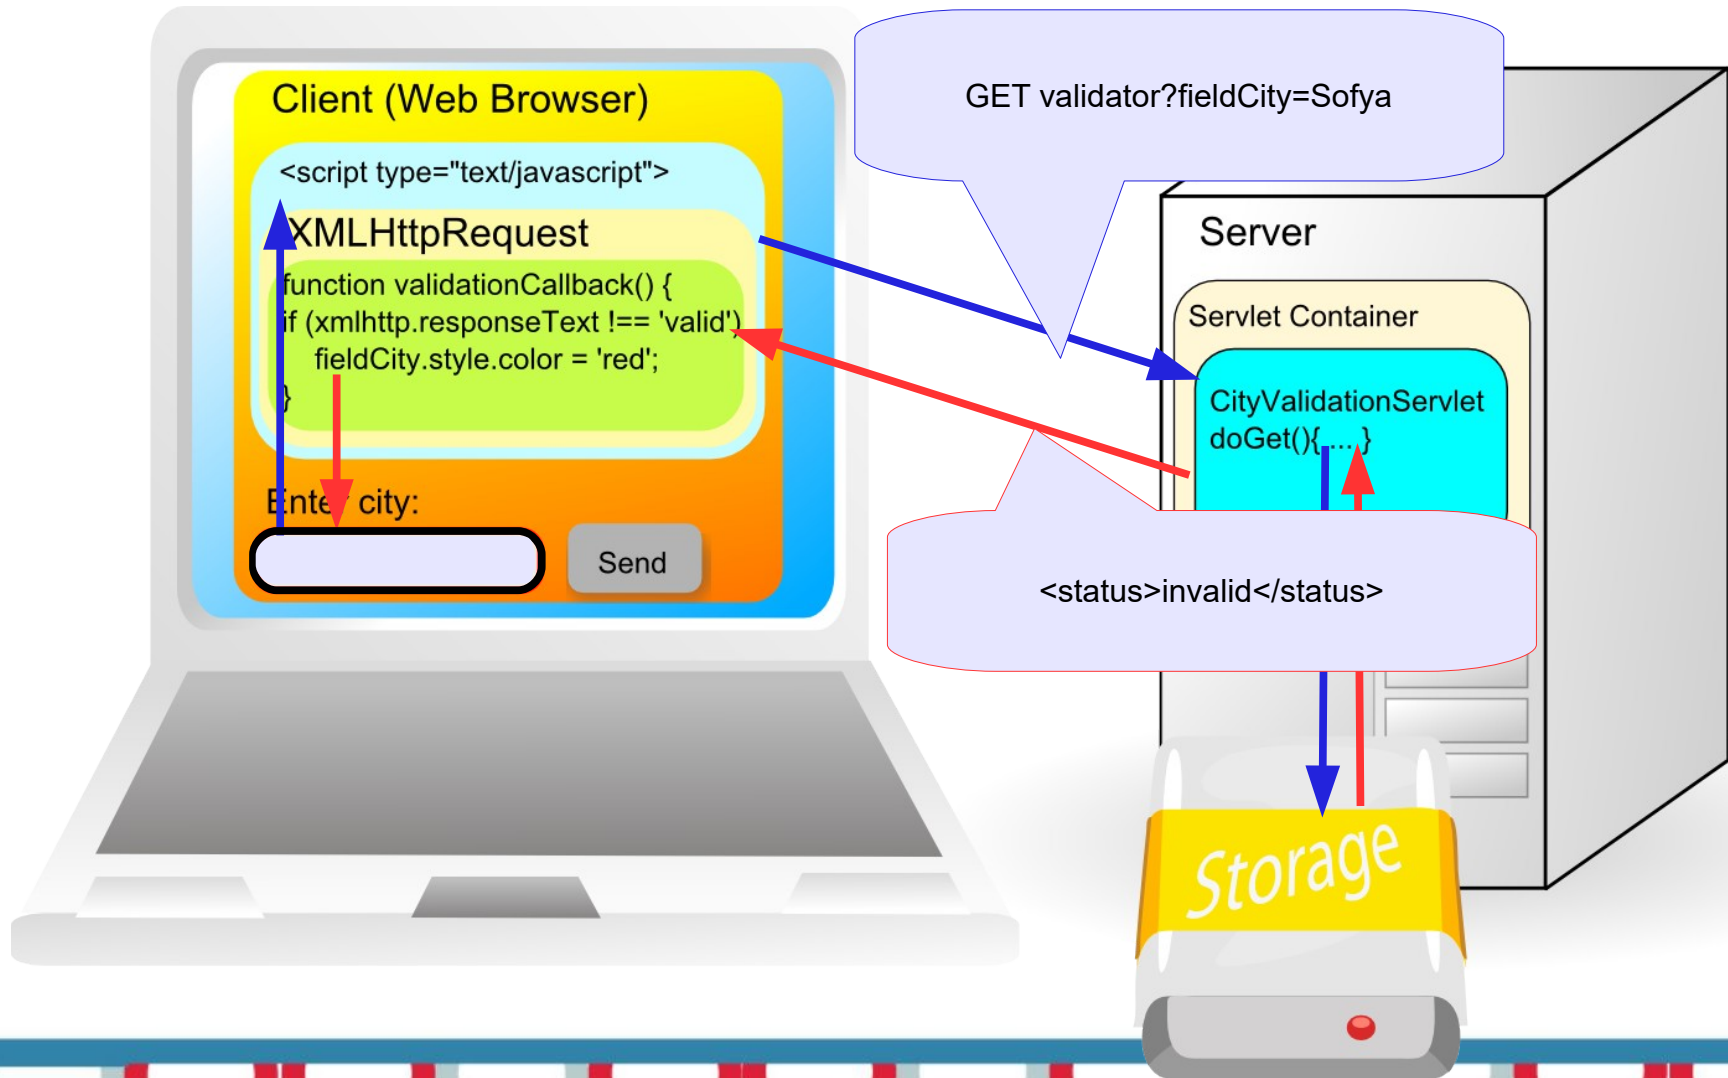 Client (Web Browser)
<script type="text/javascript">
XMLHttpRequest
function validationCallback() {
if (xmlhttp.responseText !== 'valid')
fieldCity.style.color = 'red';
}
Enter city:
Send
GET validator?fieldCity=Sofya
Server
Servlet Container
CityValidationServlet
doGet(){ ... }
<status>invalid</status>
Storage